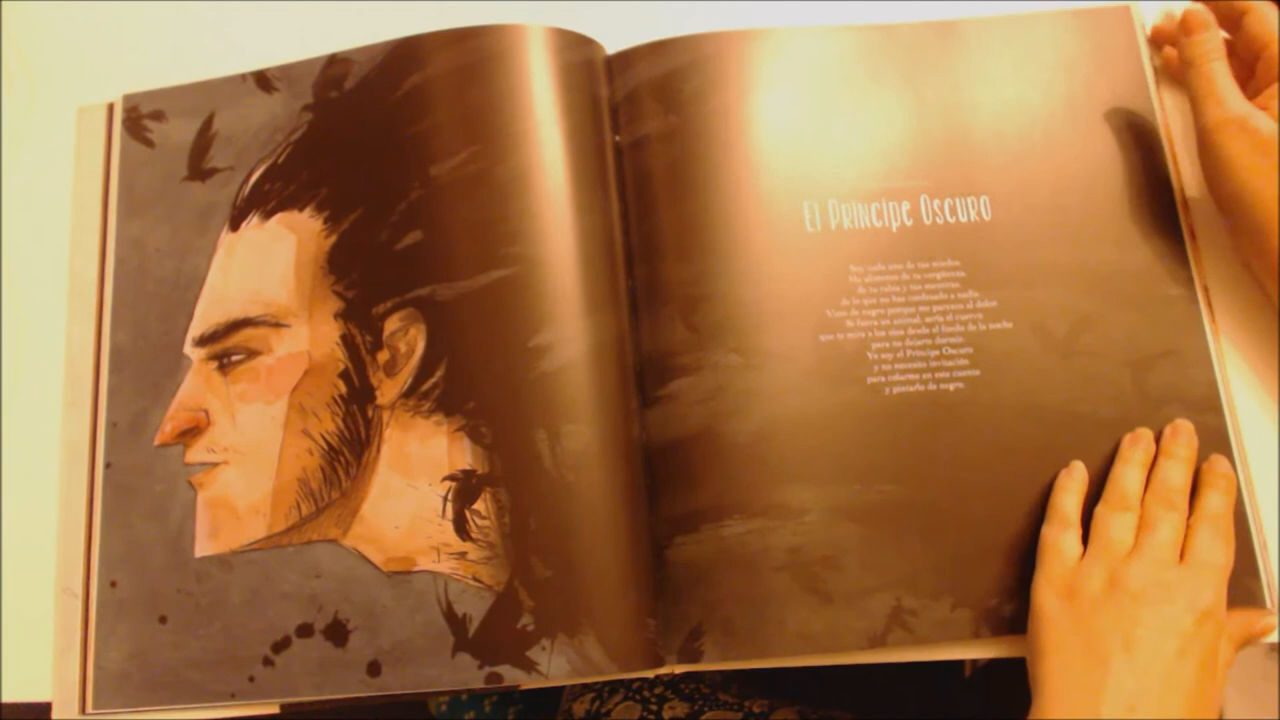 El Príncipe Oscuro
Soy cada uno de tus miedos.
Me alimento de tu vergüenza,
de tu rabia y tus mentiras,
de lo que no has confesado a nadie.
Visto de negro porque me parezco al dolor.
Si fuera un animal, sería el cuervo
que te mira a los ojos desde el fondo de la noche
para no dejarte dormir.
Yo soy el Príncipe Oscuro
y no necesito invitación
para colarme en este cuento
y pintarlo de negro.